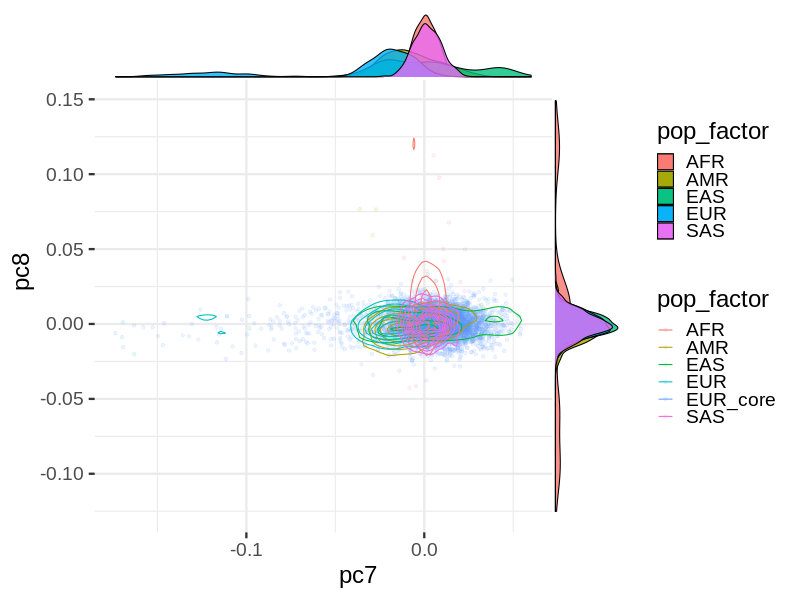 0.15
0.10
0.05
0.00
-0.05
-0.10
pc8
-0.1
0.0
pc7
pop_factor
AFR
AMR
EAS
EUR
SAS
pop_factor
AFR
AMR
EAS
EUR
EUR_core
SAS